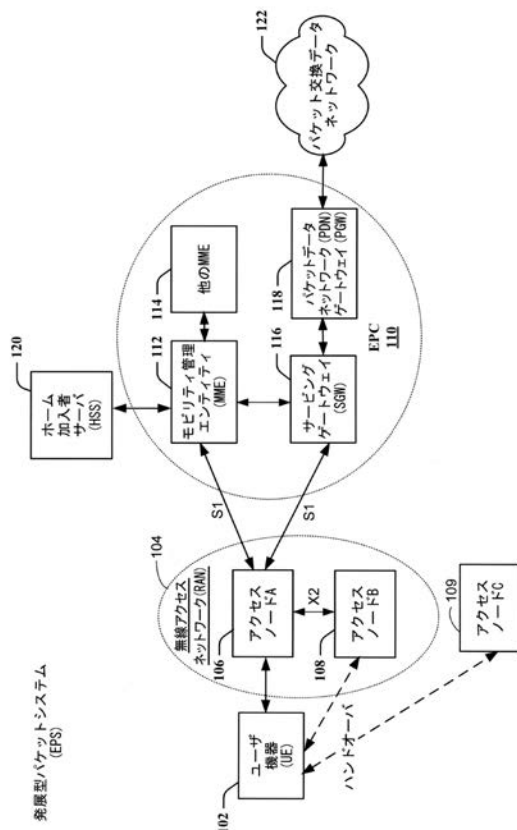 発展型パケットシステム
(EPS)
102
ユーザ
機器
(UE)
104
無線アクセス
ネットワーク(RAN)
106
アクセス
ノードA
X2
108
アクセス
ノードB
ハンドオーバ
109
アクセス
ノードC
S1
S1
120
ホーム
加入者
サーバ
(HSS)
112
モビリティ管理
エンティティ
(MME)
114
他のMME
116
サービング
ゲートウェイ
(SGW)
118
パケットデータ
ネットワーク(PDN)
ゲートウェイ(PGW)
EPC
110
122
パケット交換データ
ネットワーク